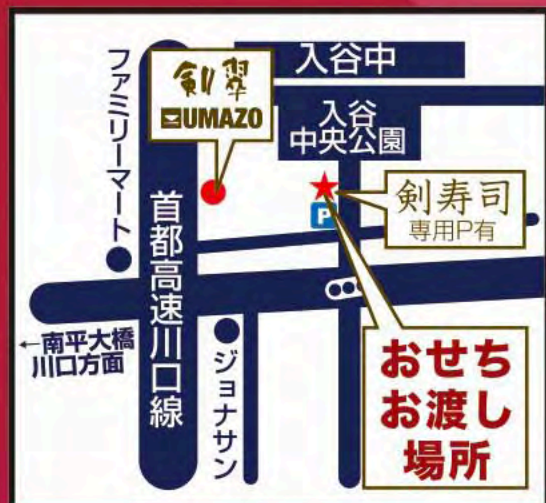 入谷中
剣翠
UMAZO
入谷
中央公園
ファミリーマート
首都高速川口線
P
剣寿司
専用P有
←南平大橋
川口方面
ジョナサン
おせち
お渡し
場所